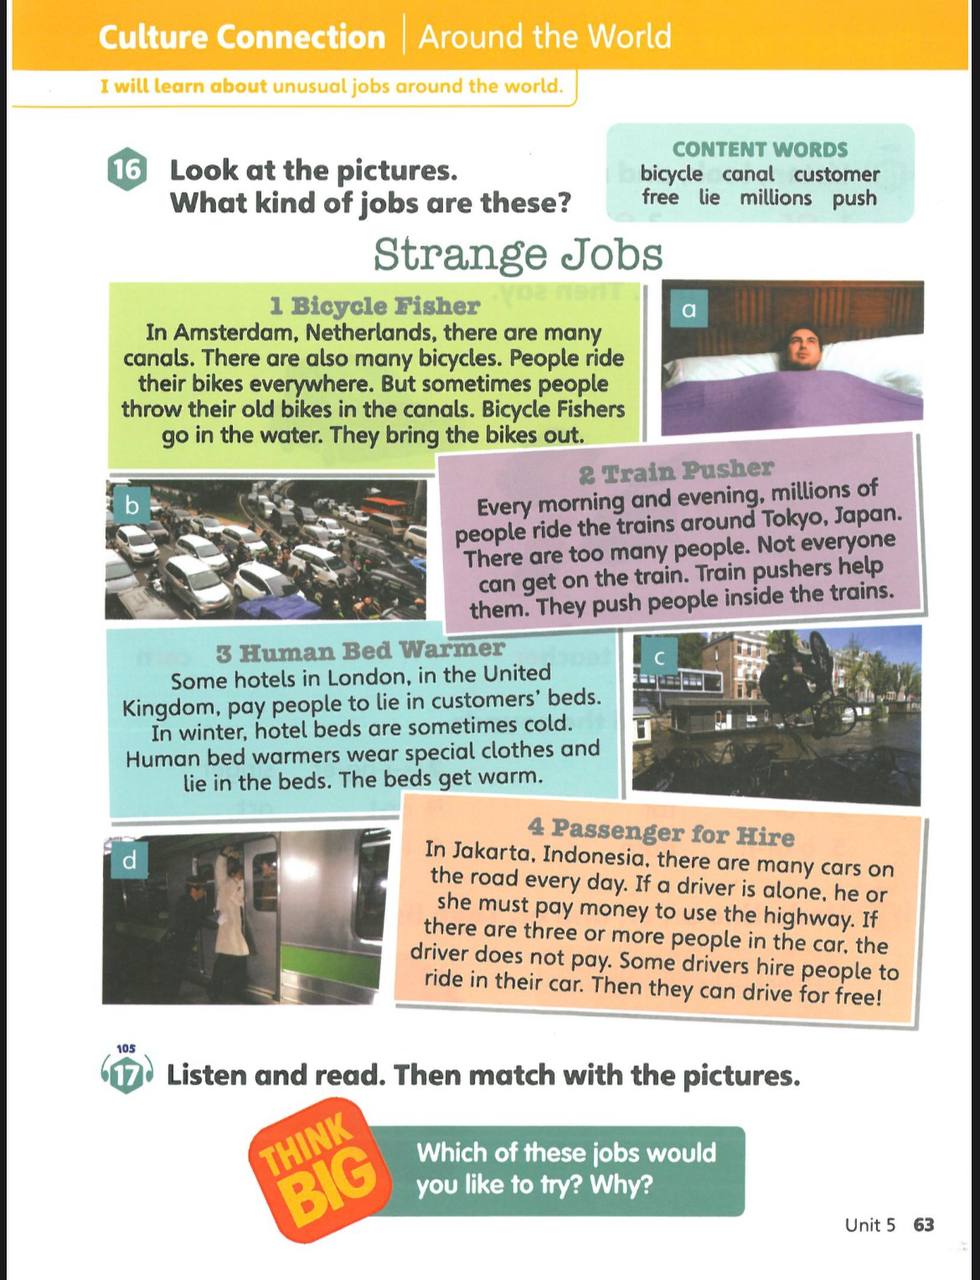 Culture Connection | Around the World
I will learn about unusual jobs around the world.
16 Look at the pictures.
What kind of jobs are these?
CONTENT WORDS
bicycle canal customer
free lie millions push
Strange Jobs
1 Bicycle Fisher
In Amsterdam, Netherlands, there are many
canals. There are also many bicycles. People ride
their bikes everywhere. But sometimes people
throw their old bikes in the canals. Bicycle Fishers
go in the water. They bring the bikes out.
a
b
2 Train Pusher
Every morning and evening, millions of
people ride the trains around Tokyo, Japan.
There are too many people. Not everyone
can get on the train. Train pushers help
them. They push people inside the trains.
3 Human Bed Warmer
Some hotels in London, in the United
Kingdom, pay people to lie in customers' beds.
In winter, hotel beds are sometimes cold.
Human bed warmers wear special clothes and
lie in the beds. The beds get warm.
c
d
4 Passenger for Hire
In Jakarta, Indonesia, there are many cars on
the road every day. If a driver is alone, he or
she must pay money to use the highway. If
there are three or more people in the car, the
driver does not pay. Some drivers hire people to
ride in their car. Then they can drive for free!
105
17 Listen and read. Then match with the pictures.
THINK
BIG
Which of these jobs would
you like to try? Why?
Unit 5 63